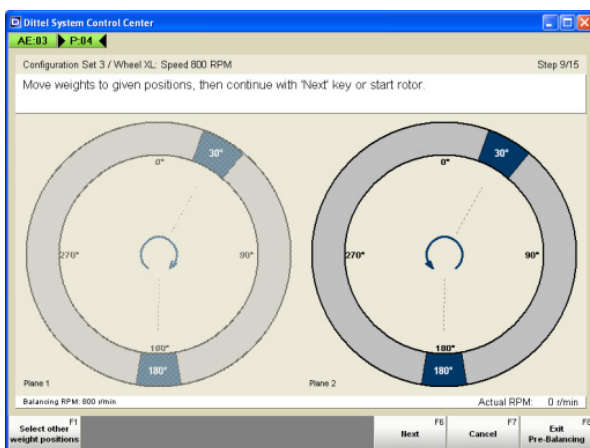 Dittel System Control Center
AE:03 P:04
Configuration Set 3 / Wheel XL: Speed 800 RPM Step 9/15
Move weights to given positions, then continue with 'Next' key or start rotor.
30° 30°
0° 0°
270° 90° 270° 90°
180° 180°
180° 180°
Plane 1 Plane 2
Balancing RPM: 800 r/min Actual RPM: 0 r/min
F1 F6 F7 F8
Select other
weight positions Next Cancel Exit
Pre-Balancing